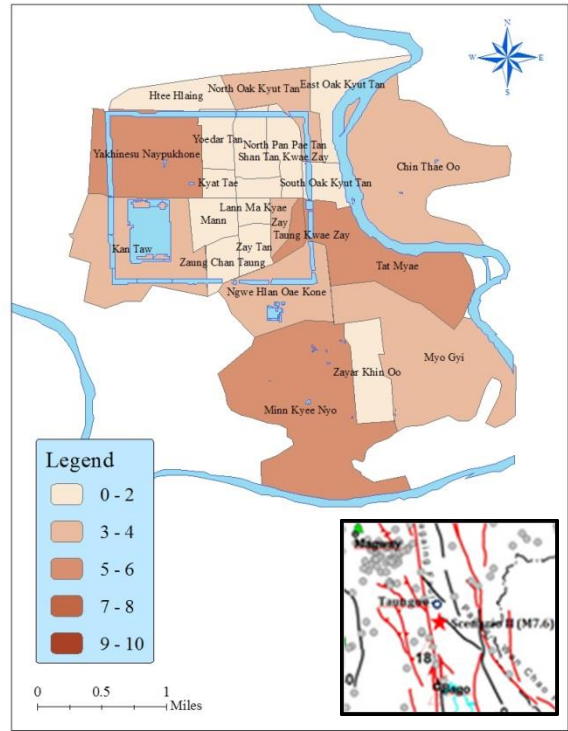 N
W E
S
North Oak Kyut Tan
East Oak Kyut Tan
Htee Hlaing
Yoedar Tan
North Pan Pae Tan
Shan Tan Kwae Zay
Yakhinesu Naypukhone
Chin Thae Oo
Kyat Tae
South Oak Kyut Tan
Lann Ma Kyae
Mann
Zay
Taung Kwae Zay
Kan Taw
Zay Tan
Zaung Chan Taung
Tat Myae
Ngwe Hlan Oae Kone
Myo Gyi
Zayar Khin Oo
Minn Kyee Nyo
Legend
0 - 2
3 - 4
5 - 6
7 - 8
9 - 10
0 0.5 1
Miles
Magway
Taungoo
Scenario II (M7.6)
18
Bago